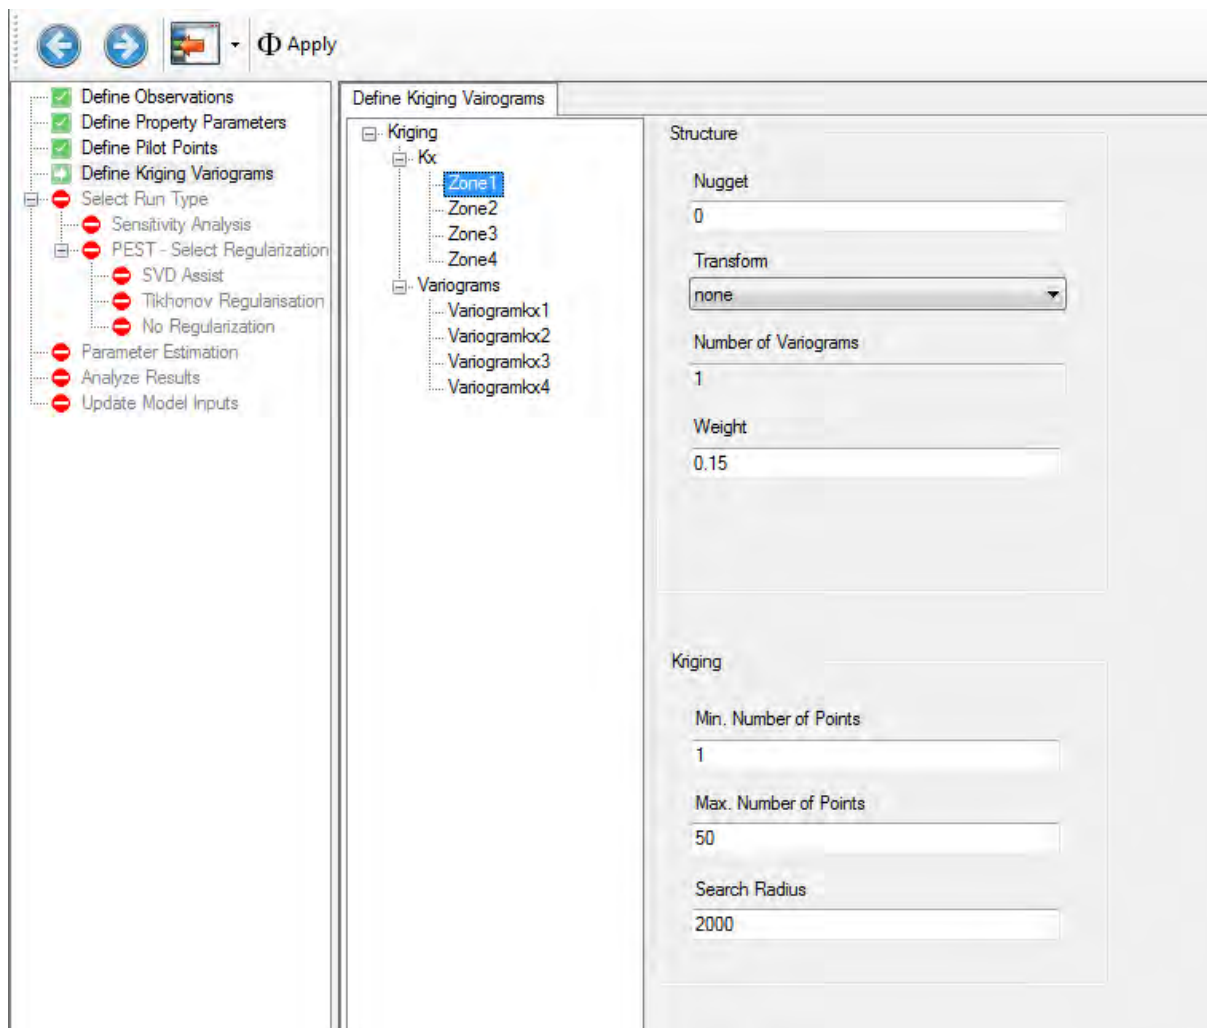 Φ Apply
Define Observations
Define Property Parameters
Define Pilot Points
Define Kriging Variograms
Select Run Type
Sensitivity Analysis
PEST - Select Regularization
SVD Assist
Tikhonov Regularisation
No Regularization
Parameter Estimation
Analyze Results
Update Model Inputs
Define Kriging Vairograms
Kriging
Kx
Zone1
Zone2
Zone3
Zone4
Variograms
Variogramkx1
Variogramkx2
Variogramkx3
Variogramkx4
Structure
Nugget
0
Transform
none
Number of Variograms
1
Weight
0.15
Kriging
Min. Number of Points
1
Max. Number of Points
50
Search Radius
2000